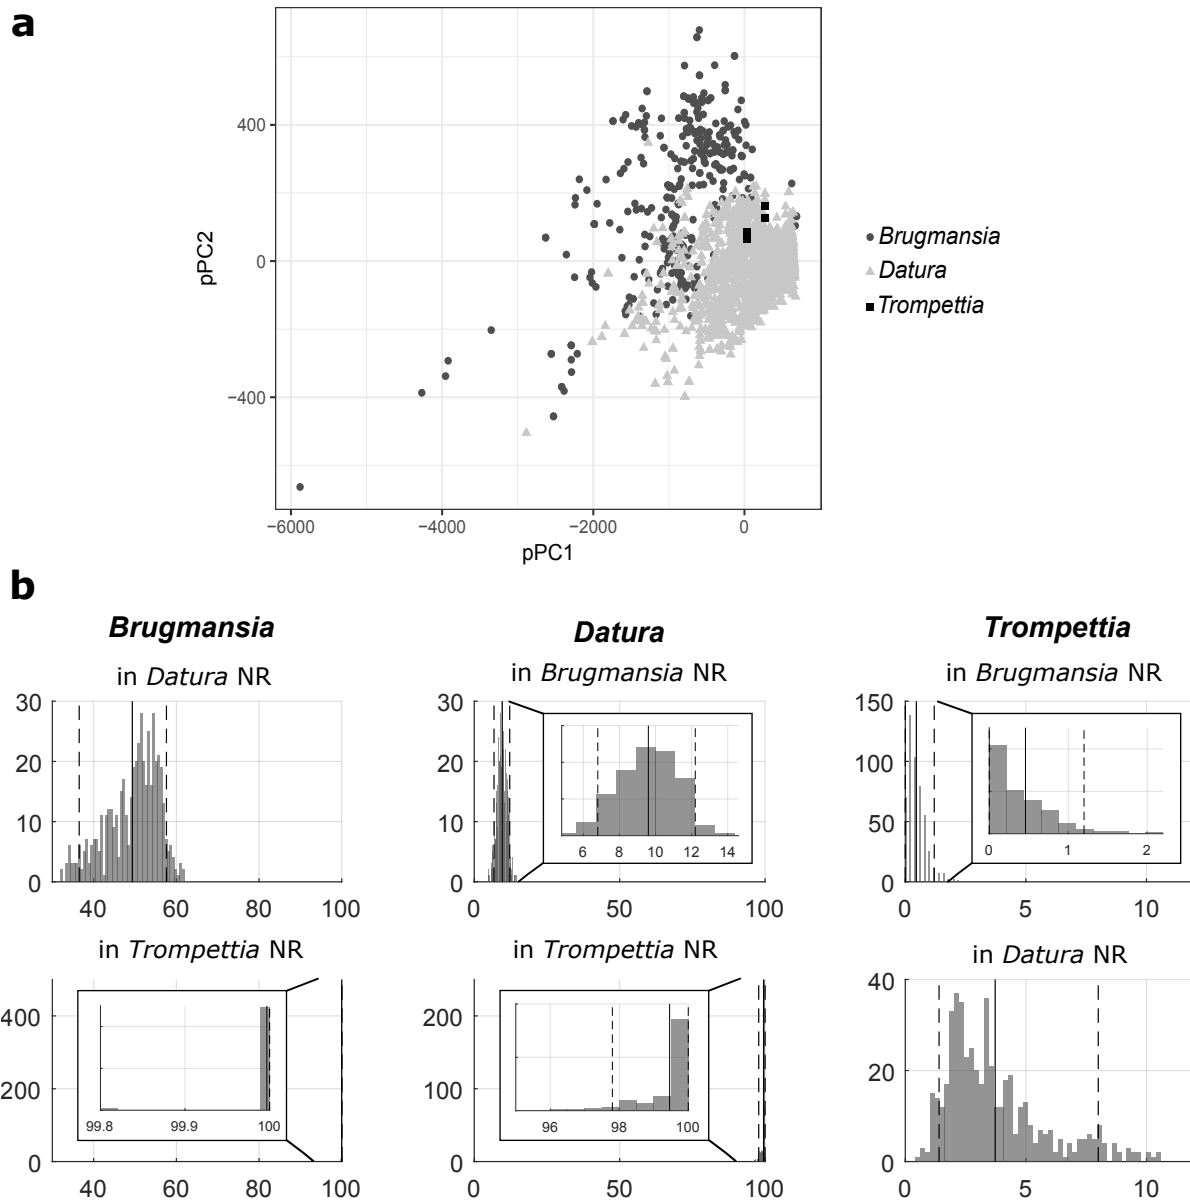 a
400
0
−400
pPC2
−6000 −4000 −2000 0
pPC1
Brugmansia
Datura
Trompettia
b
Brugmansia Datura Trompettia
in Datura NR in Brugmansia NR in Brugmansia NR
30 30 150
20 20 100
10 10 50
0 0 0
6 8 10 12 14
0 1 2
40 60 80 100 0 50 100 0 5 10
in Trompettia NR in Trompettia NR in Datura NR
400 200 40
200 100 20
0 0 0
99.8 99.9 100
96 98 100
40 60 80 100 0 50 100 0 5 10